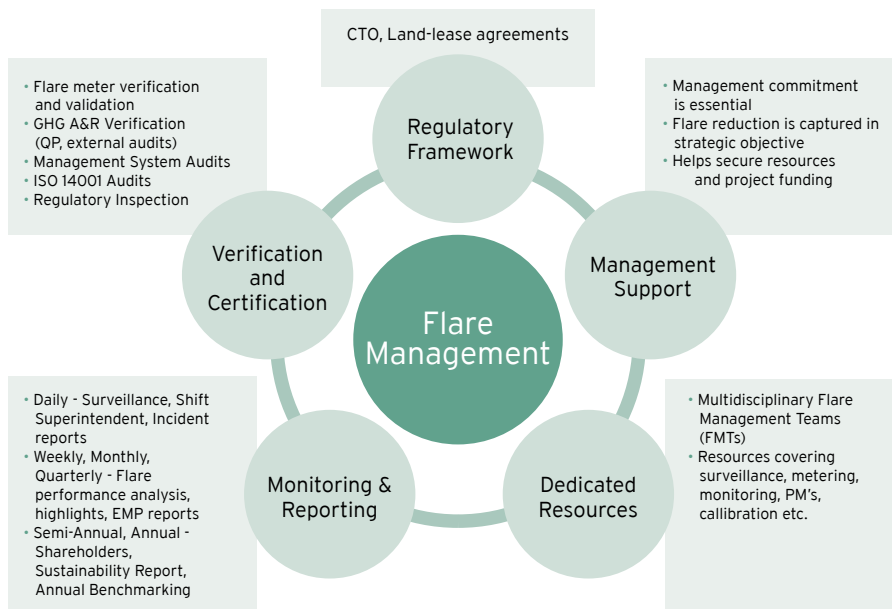 CTO, Land-lease agreements
Regulatory
Framework
• Flare meter verification
and validation
• GHG A&R Verification
(QP, external audits)
• Management System Audits
• ISO 14001 Audits
• Regulatory Inspection
• Management commitment
is essential
• Flare reduction is captured in
strategic objective
• Helps secure resources
and project funding
Verification
and
Certification
Management
Support
Flare
Management
• Daily - Surveillance, Shift
Superintendent, Incident
reports
• Weekly, Monthly,
Quarterly - Flare
performance analysis,
highlights, EMP reports
• Semi-Annual, Annual -
Shareholders,
Sustainability Report,
Annual Benchmarking
Monitoring &
Reporting
Dedicated
Resources
• Multidisciplinary Flare
Management Teams
(FMTs)
• Resources covering
surveillance, metering,
monitoring, PM's,
callibration etc.